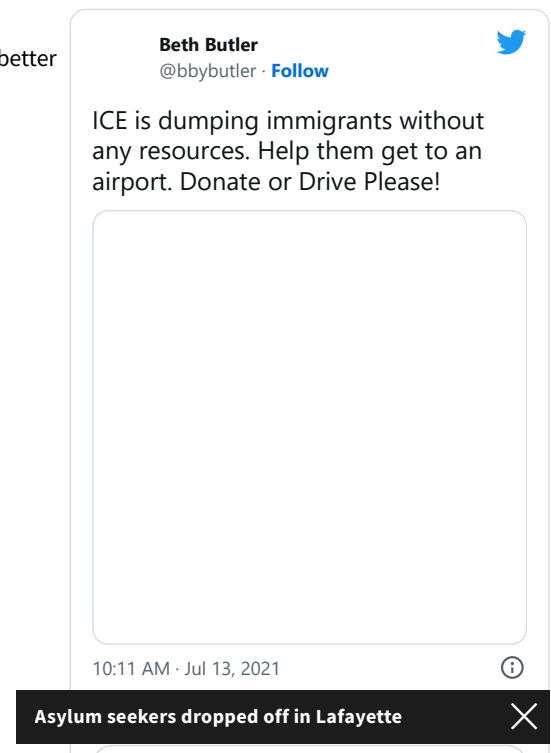 better
Beth Butler
@bbybutler · Follow
ICE is dumping immigrants without
any resources. Help them get to an
airport. Donate or Drive Please!
10:11 AM · Jul 13, 2021
Asylum seekers dropped off in Lafayette